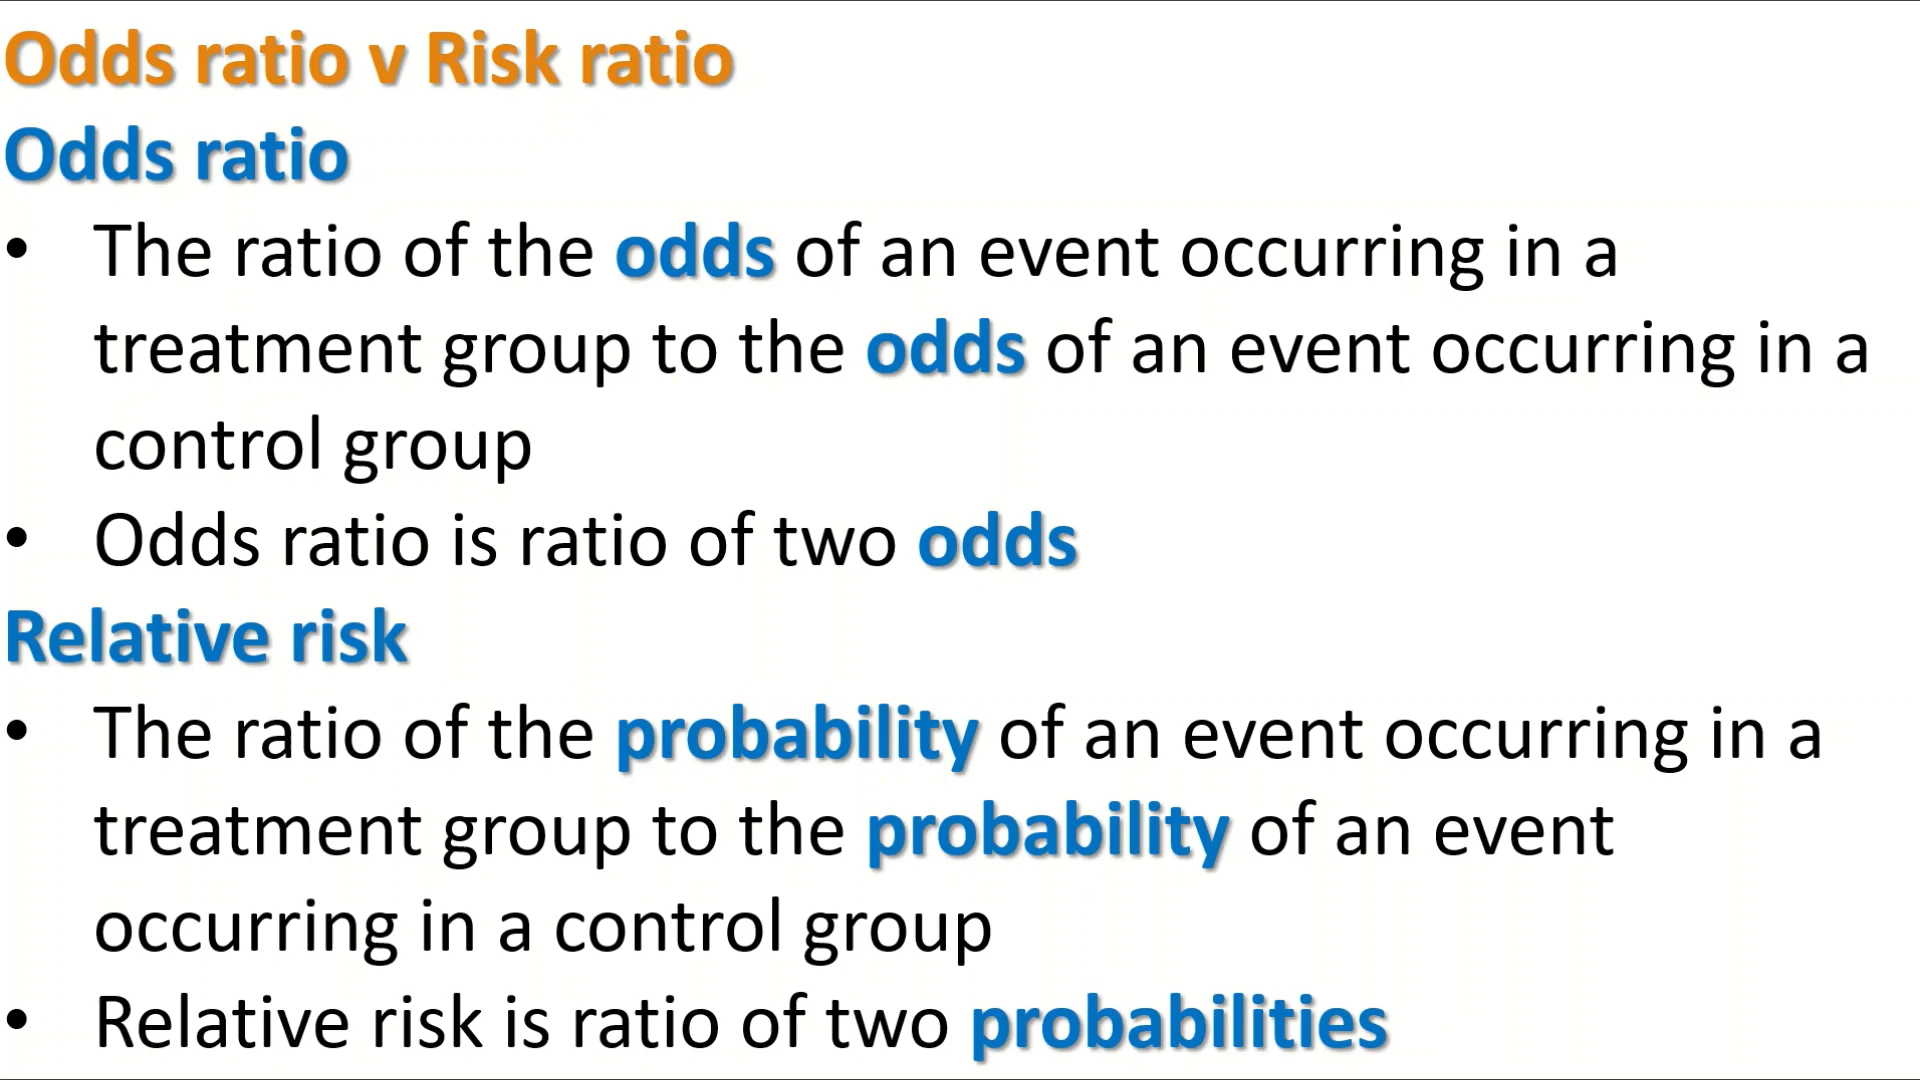 Odds ratio v Risk ratio
Odds ratio
• The ratio of the odds of an event occurring in a
treatment group to the odds of an event occurring in a
control group
• Odds ratio is ratio of two odds
Relative risk
• The ratio of the probability of an event occurring in a
treatment group to the probability of an event
occurring in a control group
• Relative risk is ratio of two probabilities